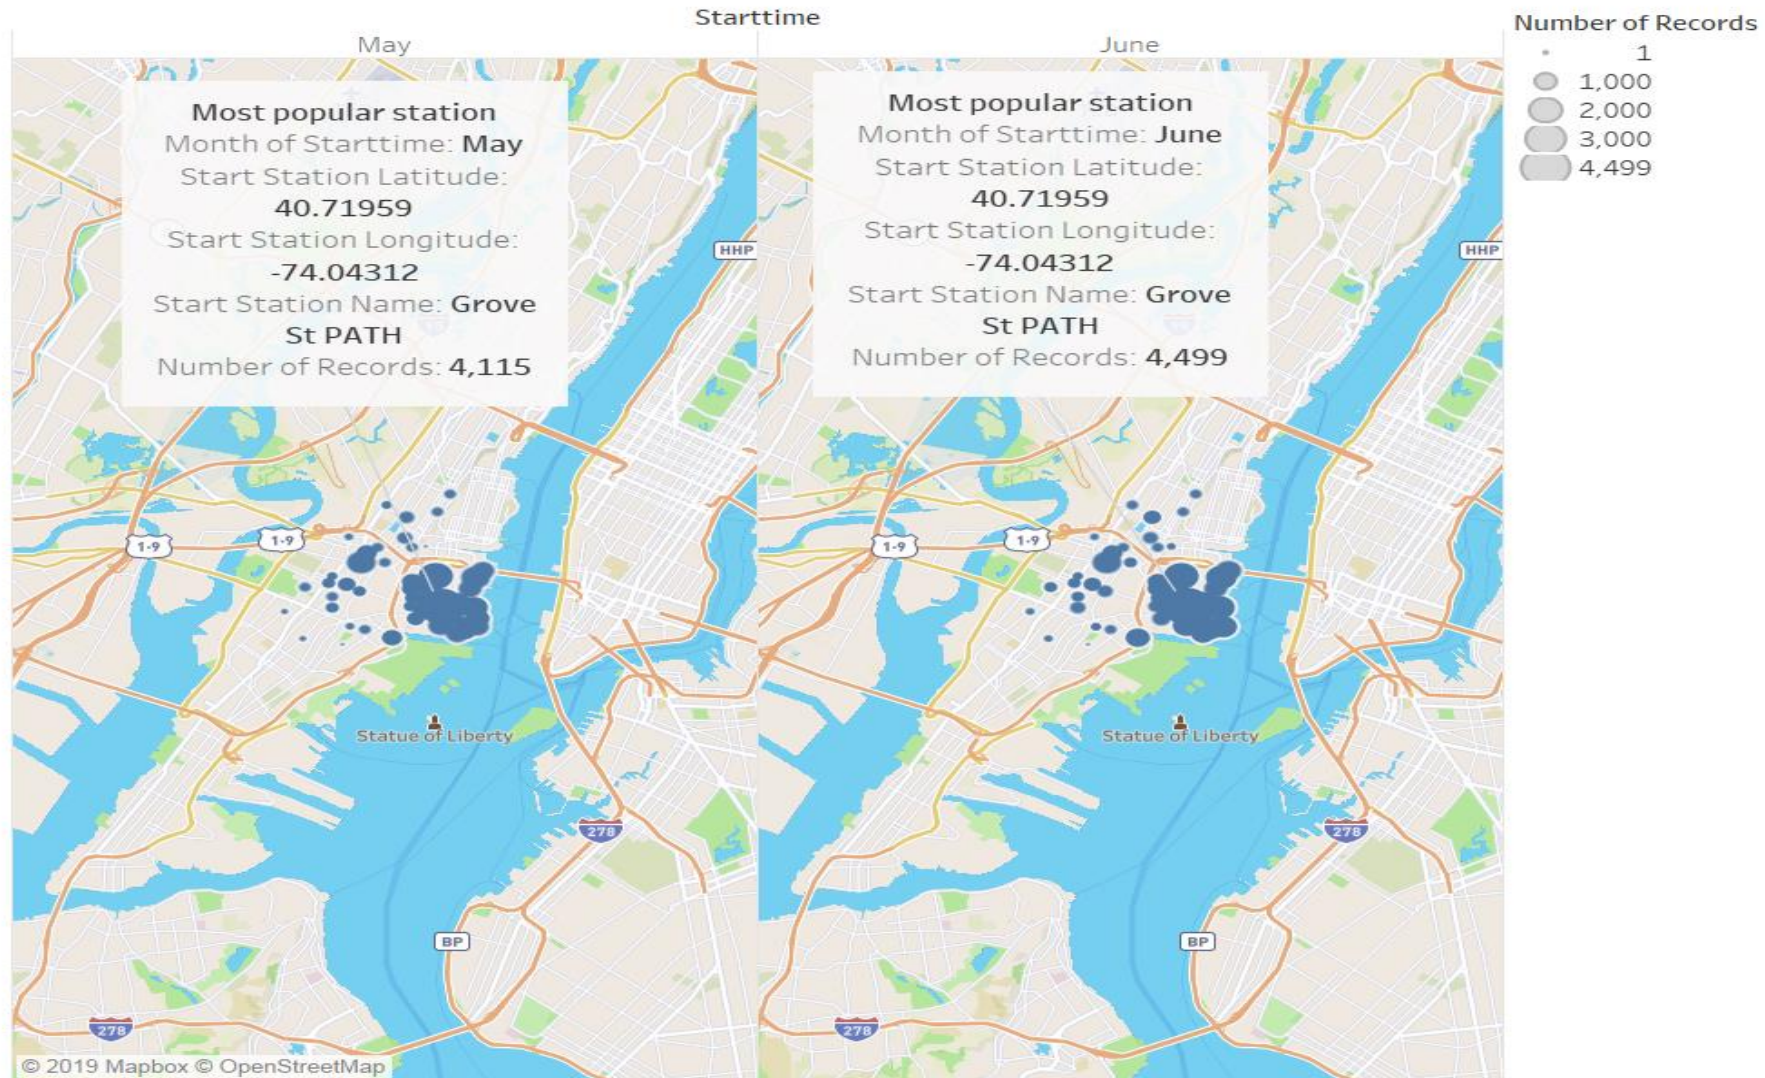 Starttime
May
June
Number of Records
1
1,000
2,000
3,000
4,499
Most popular station
Month of Starttime: May
Start Station Latitude:
40.71959
Start Station Longitude:
-74.04312
Start Station Name: Grove
St PATH
Number of Records: 4,115
Most popular station
Month of Starttime: June
Start Station Latitude:
40.71959
Start Station Longitude:
-74.04312
Start Station Name: Grove
St PATH
Number of Records: 4,499
HHP
HHP
1-9
1-9
1-9
1-9
Statue of Liberty
Statue of Liberty
278
278
BP
BP
278
278
© 2019 Mapbox © OpenStreetMap